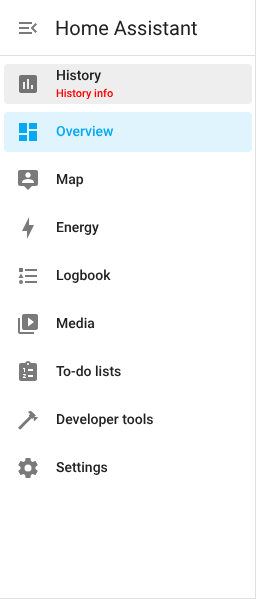 Home Assistant
History
History info
Overview
Map
Energy
Logbook
Media
To-do lists
Developer tools
Settings